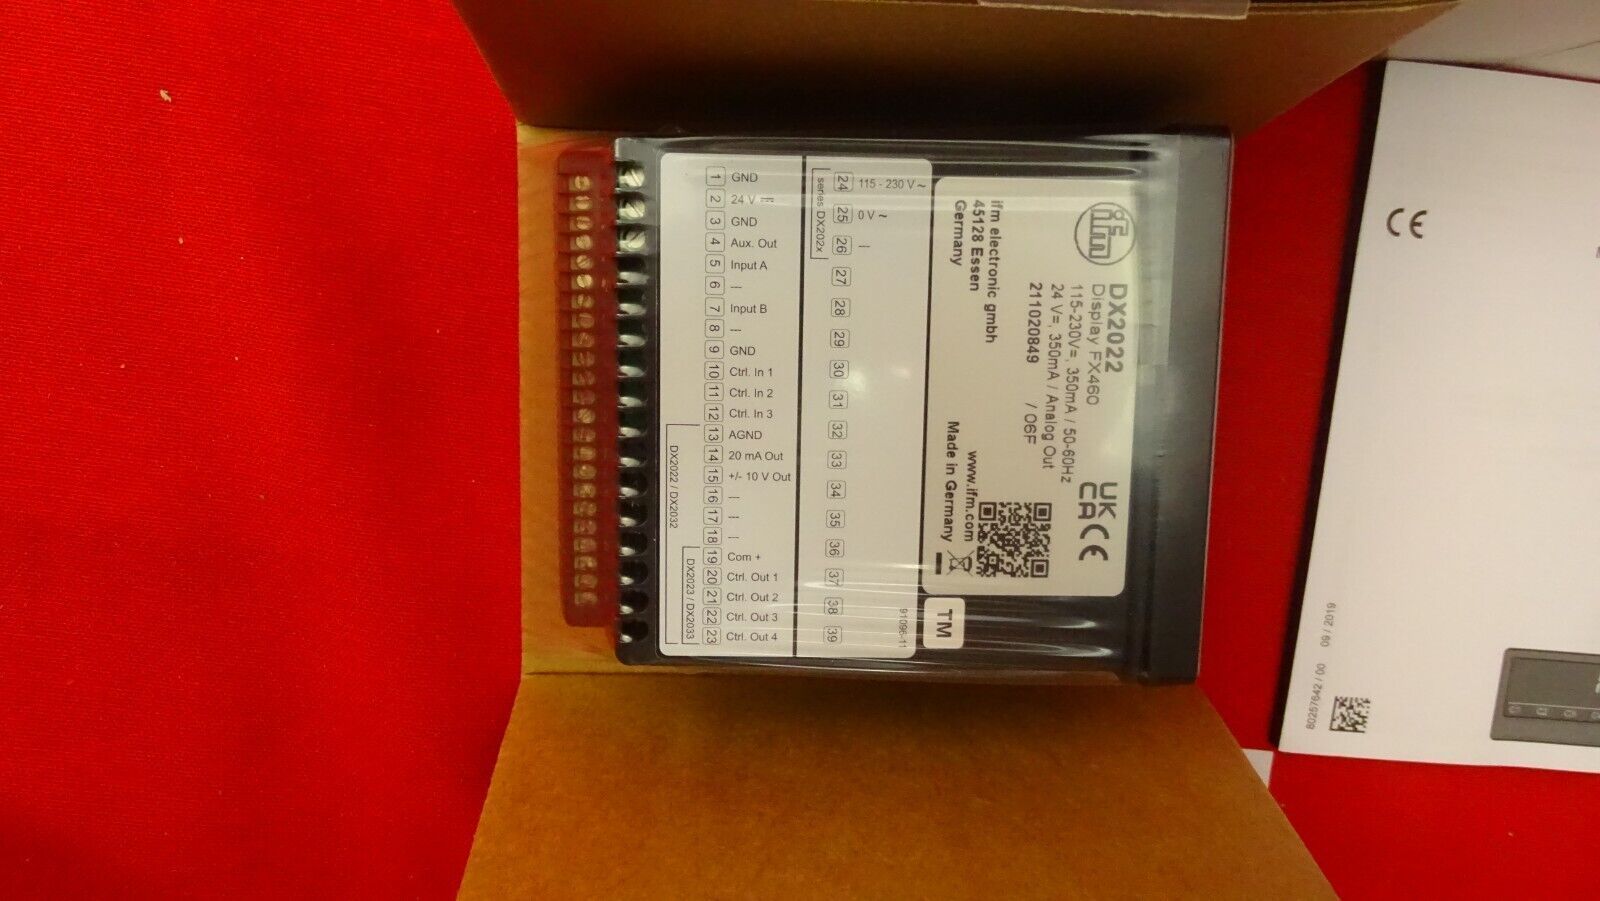 ifm
DX2022
Display FX460
115-230V=, 350mA / 50-60Hz
24 V=, 350mA / Analog Out
211020849 / 06F
UK
CA CE
ifm electronic gmbh
45128 Essen
Germany
www.ifm.com
Made in Germany
TM
91096-11
24 115 - 230 V ~
25 0 V ~
26 ---
27
28
29
30
31
32
33
34
35
36
37
38
39
series DX202x
1 GND
2 24 V
3 GND
4 Aux. Out
5 Input A
6 ---
7 Input B
8 ---
9 GND
10 Ctrl. In 1
11 Ctrl. In 2
12 Ctrl. In 3
13 AGND
14 20 mA Out
15 +/- 10 V Out
16 ---
17 ---
18 ---
19 Com +
20 Ctrl. Out 1
21 Ctrl. Out 2
22 Ctrl. Out 3
23 Ctrl. Out 4
DX2022 / DX2032
DX2023 / DX2033
CE
80287642 / 00 09 / 2019